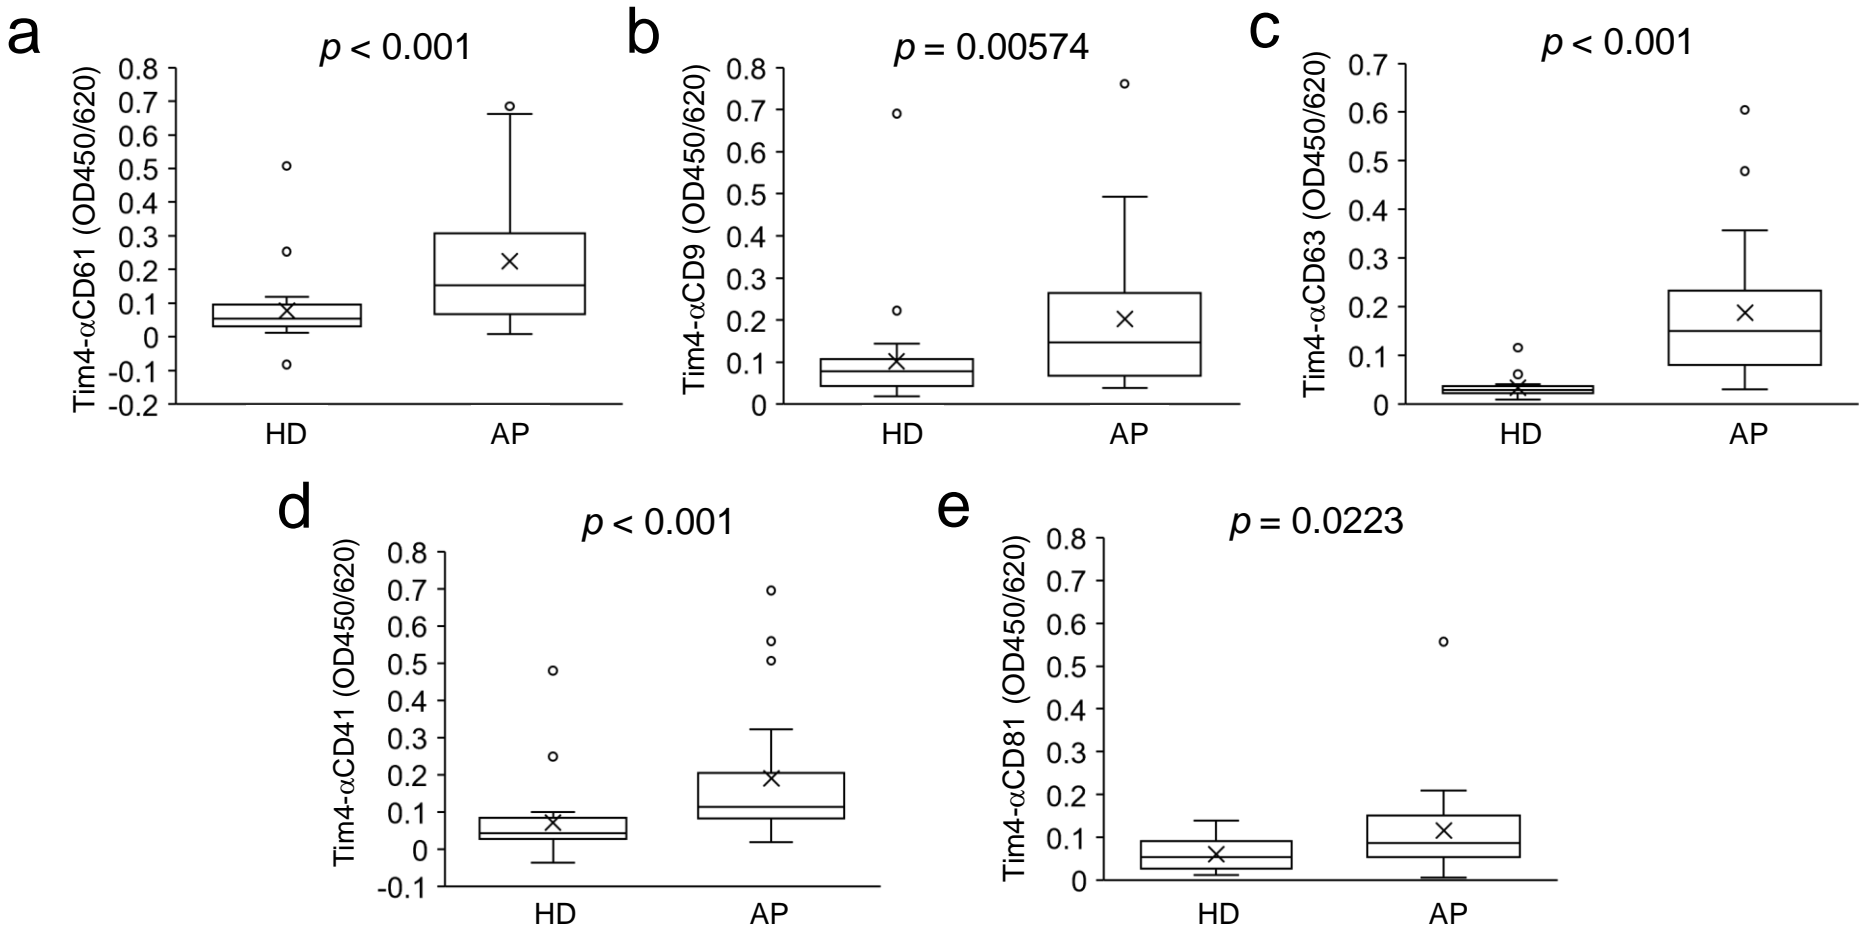 a
p < 0.001
Tim4-αCD61 (OD450/620)
0.8
0.7
0.6
0.5
0.4
0.3
0.2
0.1
0
-0.1
-0.2
HD AP
b
p = 0.00574
Tim4-αCD9 (OD450/620)
0.8
0.7
0.6
0.5
0.4
0.3
0.2
0.1
0
HD AP
c
p < 0.001
Tim4-αCD63 (OD450/620)
0.7
0.6
0.5
0.4
0.3
0.2
0.1
0
HD AP
d
p < 0.001
Tim4-αCD41 (OD450/620)
0.8
0.7
0.6
0.5
0.4
0.3
0.2
0.1
0
-0.1
HD AP
e
p = 0.0223
Tim4-αCD81 (OD450/620)
0.8
0.7
0.6
0.5
0.4
0.3
0.2
0.1
0
HD AP